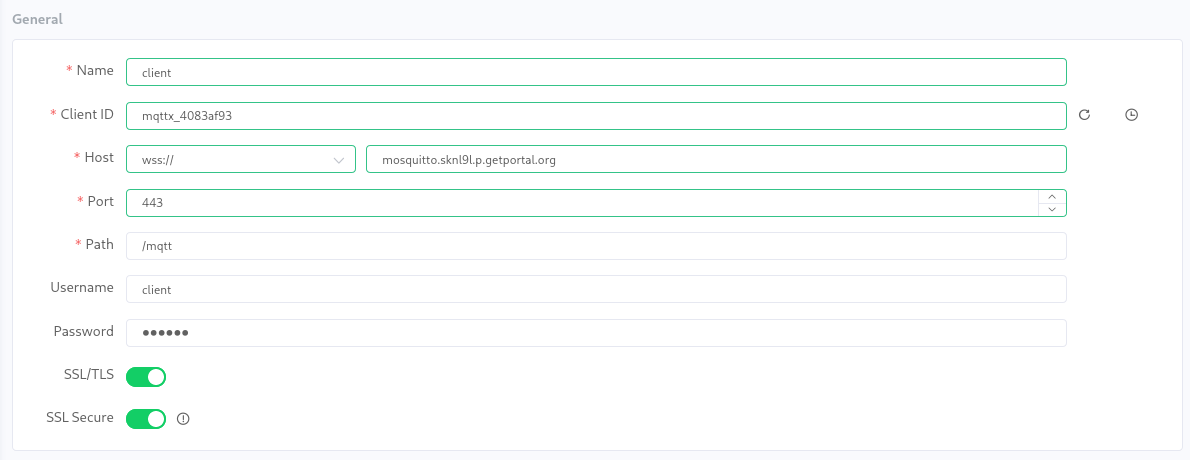 General
* Name client
* Client ID mqttx_4083af93
* Host wss:// mosquitto.sknl9l.p.getportal.org
* Port 443
* Path /mqtt
Username client
Password ●●●●●●
SSL/TLS
SSL Secure